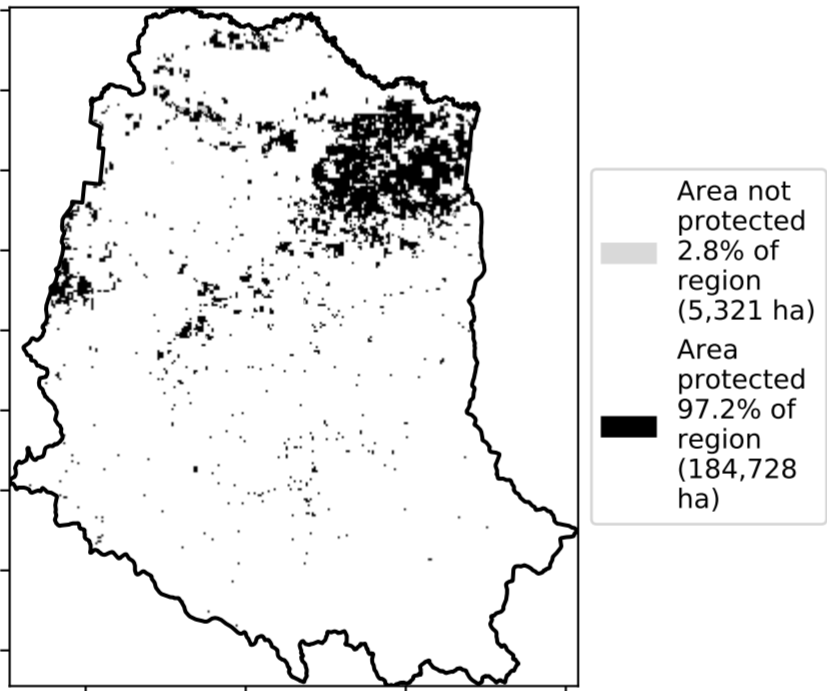 Area not
protected
2.8% of
region
(5,321 ha)
Area
protected
97.2% of
region
(184,728
ha)